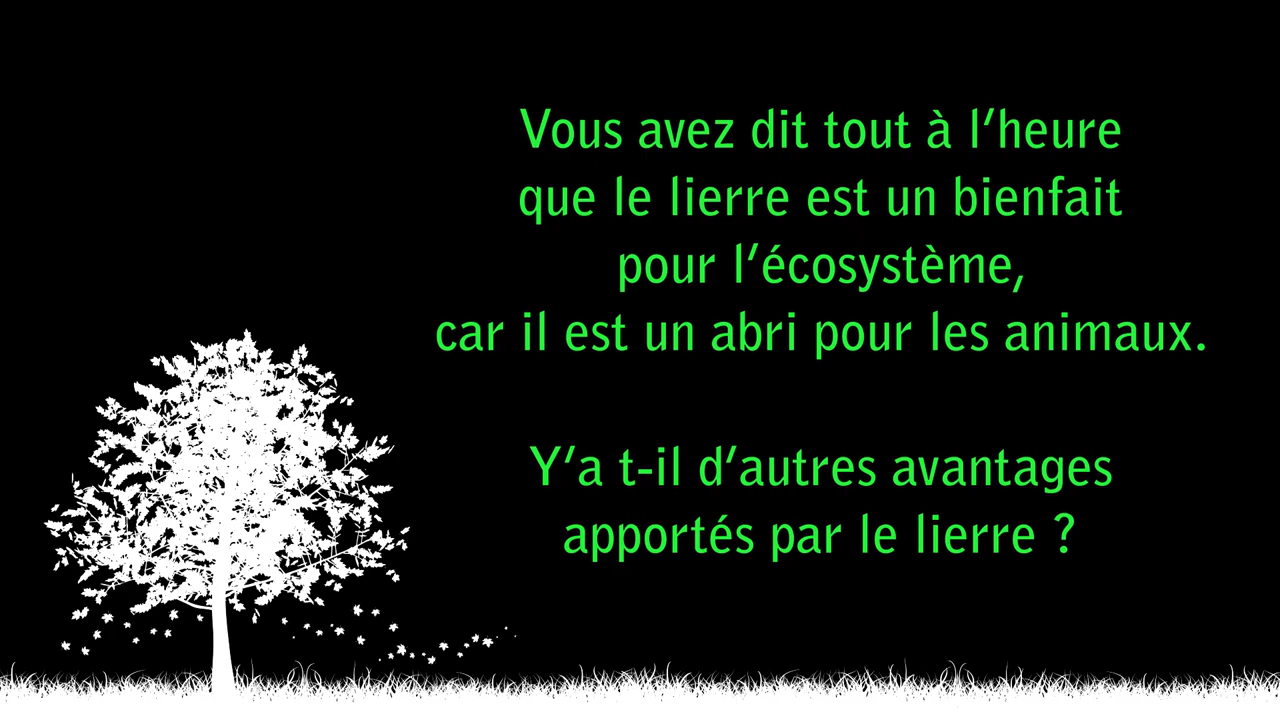 Vous avez dit tout à l’heure
que le lierre est un bienfait
pour l’écosystème,
car il est un abri pour les animaux.
Y’a t-il d’autres avantages
apportés par le lierre ?